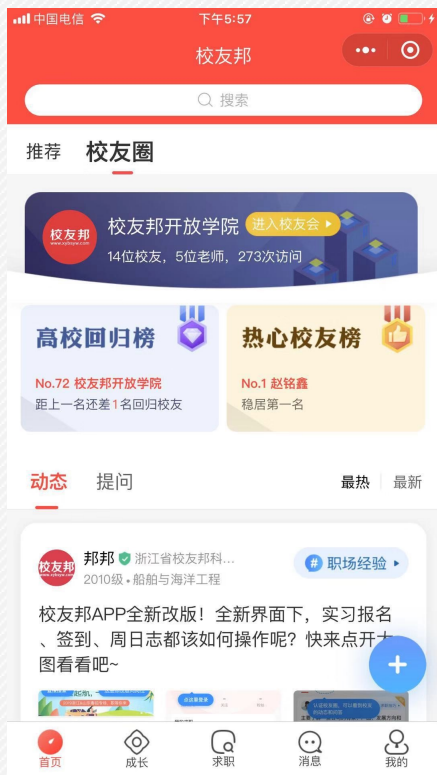 中国电信
下午5:57
校友邦
搜索
推荐
校友圈
校友邦
www.xybsyw.com
校友邦开放学院
进入校友会
14位校友，5位老师，273次访问
高校回归榜
No.72 校友邦开放学院
距上一名还差1名回归校友
热心校友榜
No.1 赵铭鑫
稳居第一名
动态
提问
最热
最新
校友邦
邦邦
浙江省校友邦科...
2010级•船舶与海洋工程
# 职场经验
校友邦APP全新改版！全新界面下，实习报名
、签到、周日志都该如何操作呢？快来点开大
图看看吧~
首页
成长
求职
消息
我的